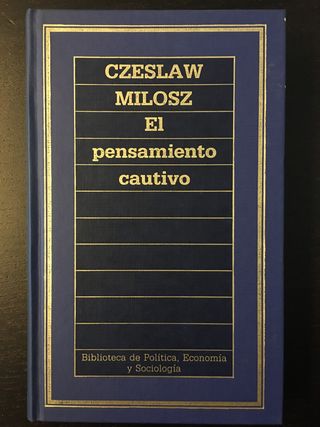 CZESLAW
MILOSZ
El
pensamiento
cautivo
Biblioteca de Política, Economía
y Sociología